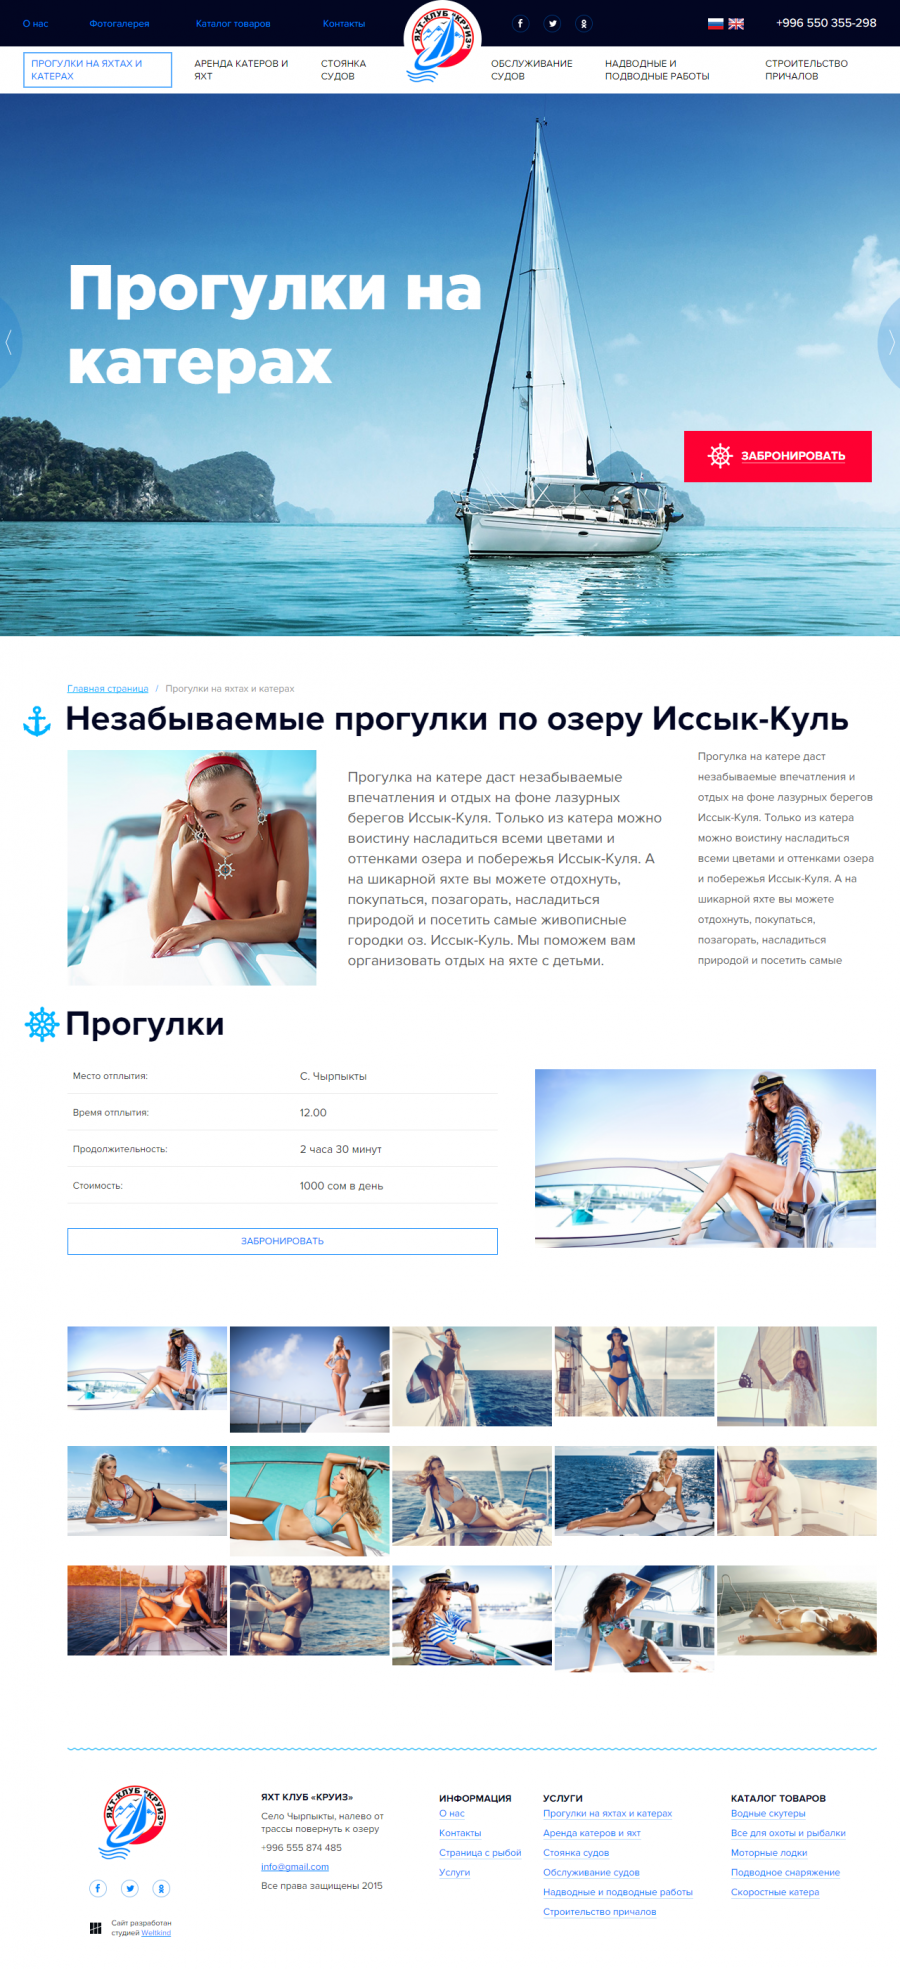 О нас
Фотогалерея
Каталог товаров
Контакты
ЯХТ-КЛУБ "КРУИЗ"
+996 550 355-298
ПРОГУЛКИ НА ЯХТАХ И
КАТЕРАХ
АРЕНДА КАТЕРОВ И
ЯХТ
СТОЯНКА
СУДОВ
ОБСЛУЖИВАНИЕ
СУДОВ
НАДВОДНЫЕ И
ПОДВОДНЫЕ РАБОТЫ
СТРОИТЕЛЬСТВО
ПРИЧАЛОВ
Прогулки на
катерах
ЗАБРОНИРОВАТЬ
Главная страница / Прогулки на яхтах и катерах
Незабываемые прогулки по озеру Иссык-Куль
Прогулка на катере даст незабываемые
впечатления и отдых на фоне лазурных
берегов Иссык-Куля. Только из катера можно
воистину насладиться всеми цветами и
оттенками озера и побережья Иссык-Куля. А
на шикарной яхте вы можете отдохнуть,
покупаться, позагорать, насладиться
природой и посетить самые живописные
городки оз. Иссык-Куль. Мы поможем вам
организовать отдых на яхте с детьми.
Прогулка на катере даст
незабываемые впечатления и
отдых на фоне лазурных берегов
Иссык-Куля. Только из катера
можно воистину насладиться
всеми цветами и оттенками озера
и побережья Иссык-Куля. А на
шикарной яхте вы можете
отдохнуть, покупаться,
позагорать, насладиться
природой и посетить самые
Прогулки
Место отплытия: С. Чырпыкты
Время отплытия: 12.00
Продолжительность: 2 часа 30 минут
Стоимость: 1000 сом в день
ЗАБРОНИРОВАТЬ
ЯХТ-КЛУБ "КРУИЗ"
Сайт разработан
студией Weltkind
ЯХТ КЛУБ «КРУИЗ»
Село Чырпыкты, налево от
трассы повернуть к озеру
+996 555 874 485
info@gmail.com
Все права защищены 2015
ИНФОРМАЦИЯ
О нас
Контакты
Страница с рыбой
Услуги
УСЛУГИ
Прогулки на яхтах и катерах
Аренда катеров и яхт
Стоянка судов
Обслуживание судов
Надводные и подводные работы
Строительство причалов
КАТАЛОГ ТОВАРОВ
Водные скутеры
Все для охоты и рыбалки
Моторные лодки
Подводное снаряжение
Скоростные катера